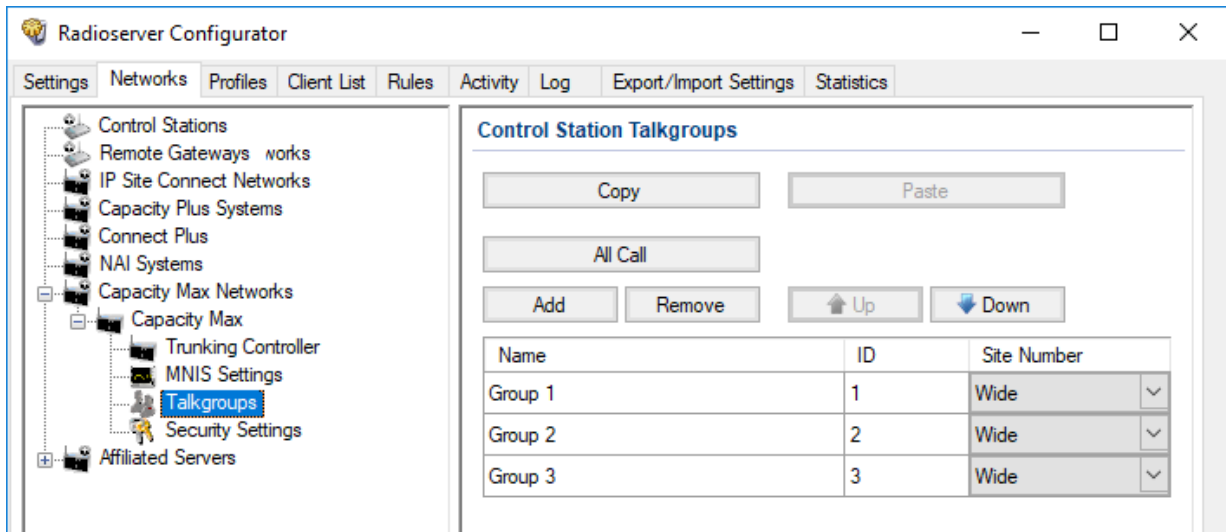 Radioserver Configurator
Settings Networks Profiles Client List Rules Activity Log Export/Import Settings Statistics
Control Stations
Remote Gateways works
IP Site Connect Networks
Capacity Plus Systems
Connect Plus
NAI Systems
Capacity Max Networks
Capacity Max
Trunking Controller
MNIS Settings
Talkgroups
Security Settings
Affiliated Servers
Control Station Talkgroups
Copy Paste
All Call
Add Remove Up Down
Name ID Site Number
Group 1 1 Wide
Group 2 2 Wide
Group 3 3 Wide